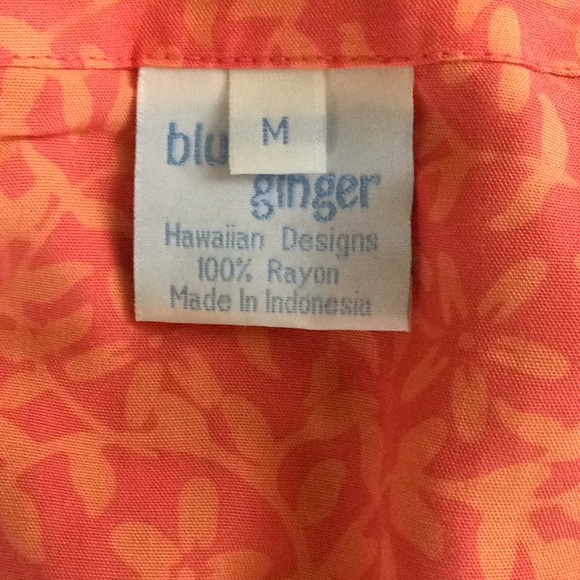 M
blu
ginger
Hawaiian Designs
100% Rayon
Made In Indonesia